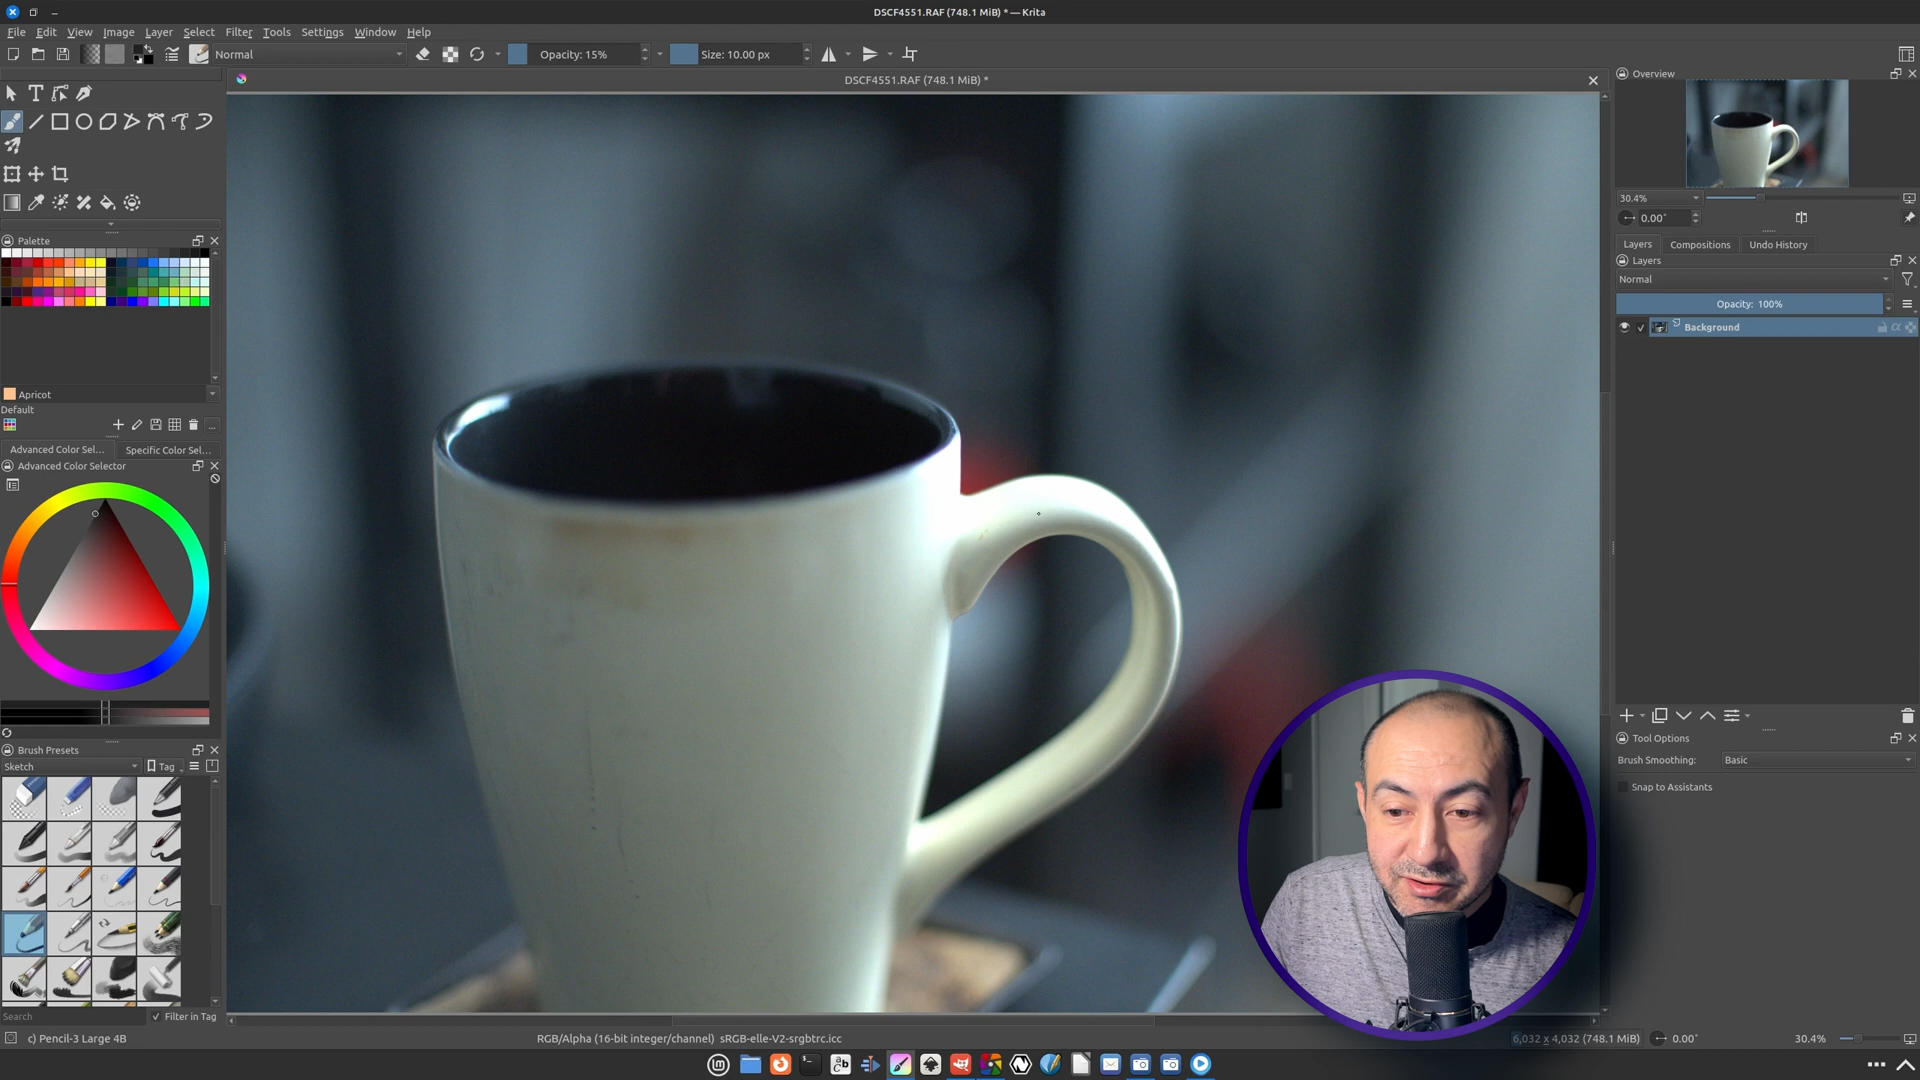 DSCF4551.RAF (748.1 MiB) * — Krita
File Edit View Image Layer Select Filter Tools Settings Window Help
Normal Opacity: 15% Size: 10.00 px
DSCF4551.RAF (748.1 MiB) *
Overview
30.4%
0.00°
Palette
Layers Compositions Undo History
Layers
Normal
Opacity: 100%
Background
Apricot
Default
Advanced Color Sel... Specific Color Sel...
Advanced Color Selector
Brush Presets
Sketch Tag
Tool Options
Brush Smoothing: Basic
Snap to Assistants
Search Filter in Tag
c) Pencil-3 Large 4B RGB/Alpha (16-bit integer/channel) sRGB-elle-V2-srgbtrc.icc 6,032 x 4,032 (748.1 MiB) 0.00° 30.4%